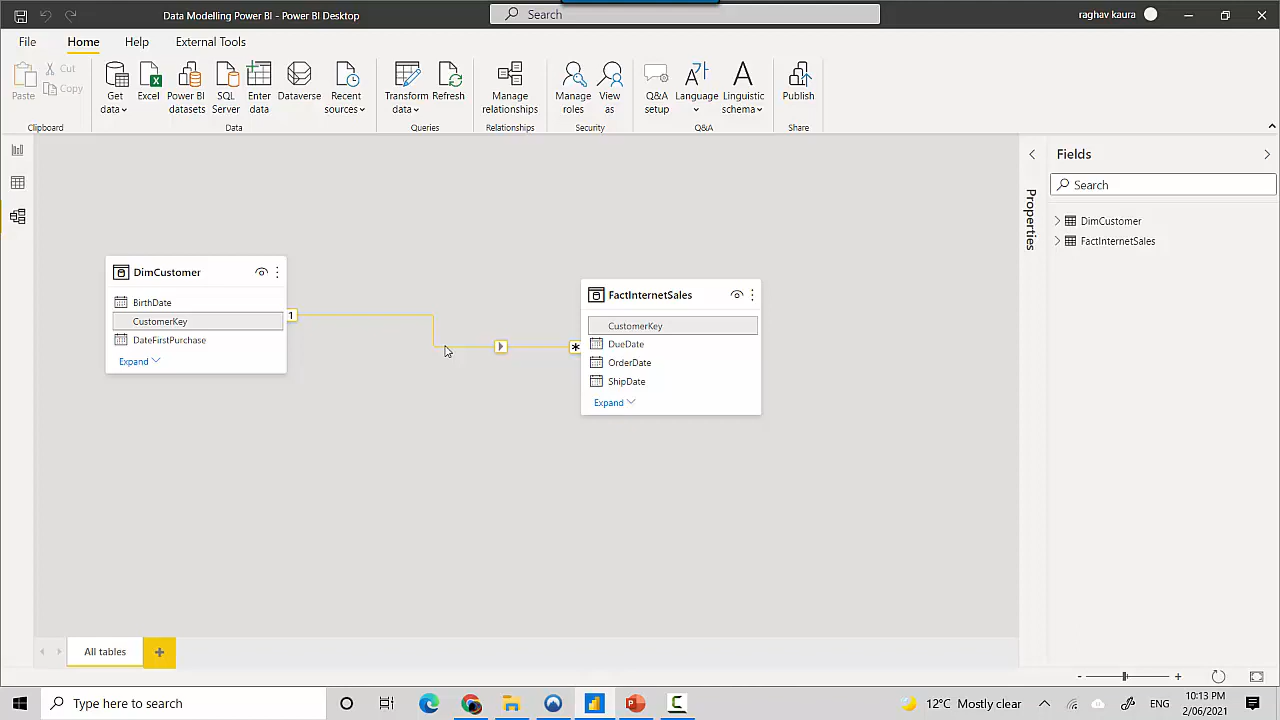 Data Modelling Power BI - Power BI Desktop
Search
raghav kaura
File Home Help External Tools
Paste
Cut
Copy
Clipboard
Get data
Excel
Power BI datasets
SQL Server
Enter data
Dataverse
Recent sources
Data
Transform data
Refresh
Queries
Manage relationships
Relationships
Manage roles
View as
Security
Q&A setup
Language
Linguistic schema
Q&A
Publish
Share
DimCustomer
BirthDate
CustomerKey
DateFirstPurchase
Expand
1
*
FactInternetSales
CustomerKey
DueDate
OrderDate
ShipDate
Expand
Properties
Fields
Search
DimCustomer
FactInternetSales
All tables
+
- +
Type here to search
12°C Mostly clear
ENG
10:13 PM
2/06/2021